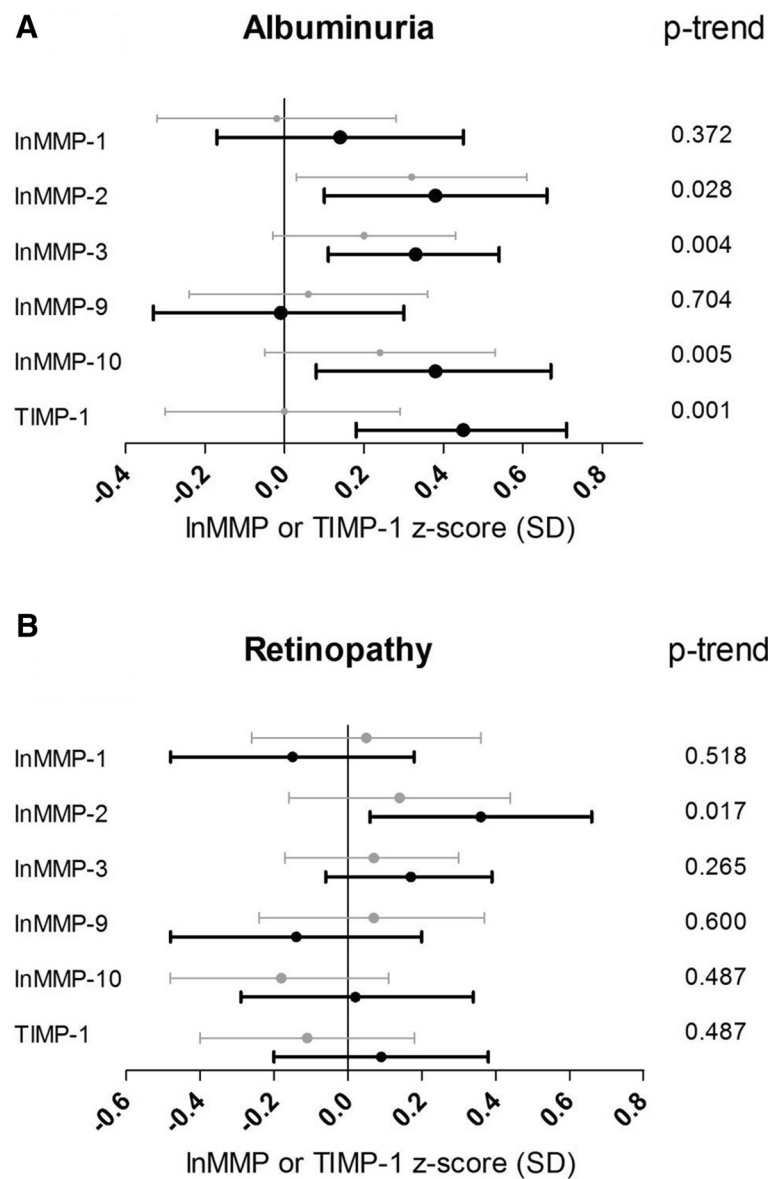 A Albuminuria p-trend
lnMMP-1 0.372
lnMMP-2 0.028
lnMMP-3 0.004
lnMMP-9 0.704
lnMMP-10 0.005
TIMP-1 0.001
-0.4 -0.2 0.0 0.2 0.4 0.6 0.8
lnMMP or TIMP-1 z-score (SD)
B Retinopathy p-trend
lnMMP-1 0.518
lnMMP-2 0.017
lnMMP-3 0.265
lnMMP-9 0.600
lnMMP-10 0.487
TIMP-1 0.487
-0.6 -0.4 -0.2 0.0 0.2 0.4 0.6 0.8
lnMMP or TIMP-1 z-score (SD)